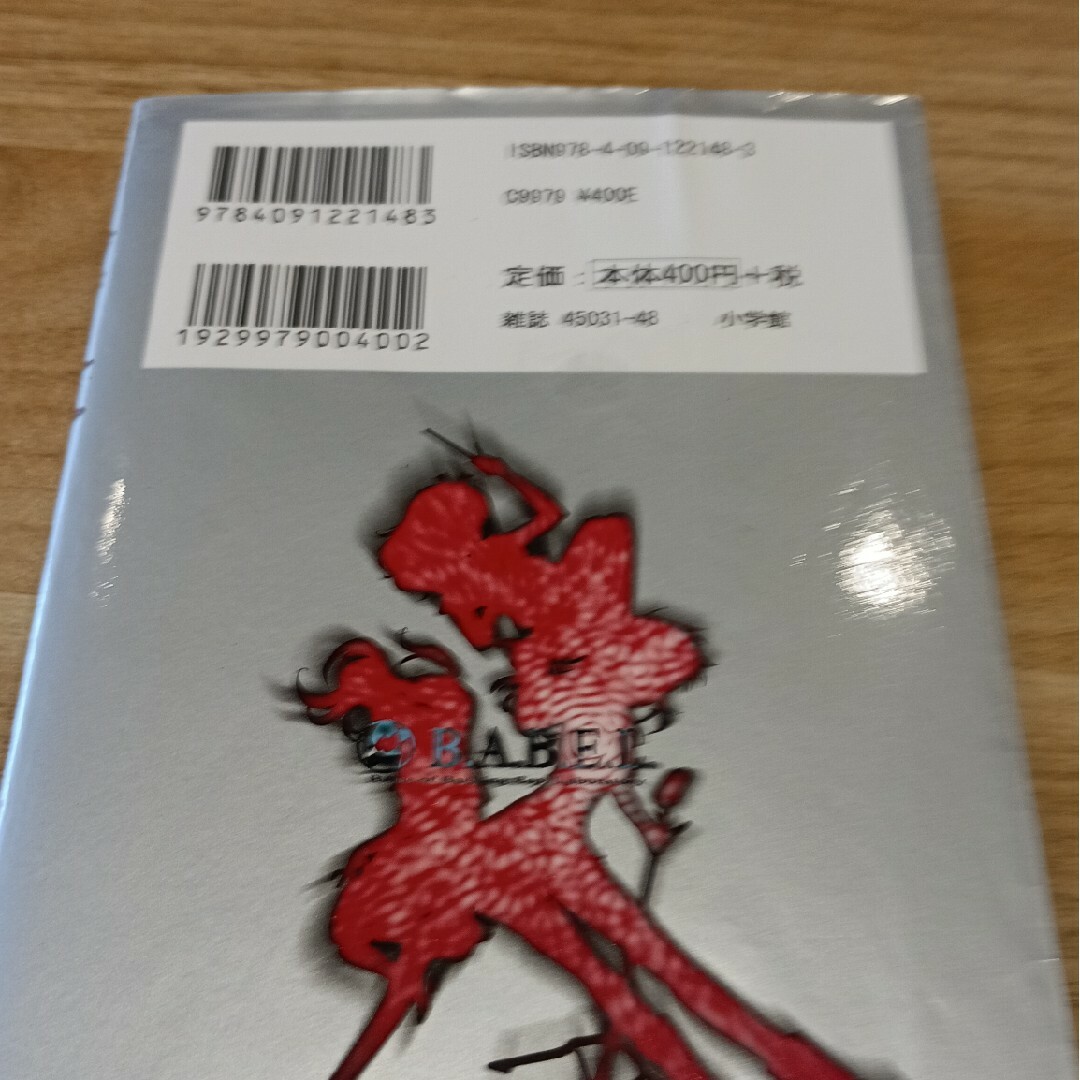 ISBN978-4-09-122148-3
9784091221483
C9979 ¥400E
定価：本体400円+税
雑誌 45031-48 小学館
1929979004002
B.A.B.E.L.